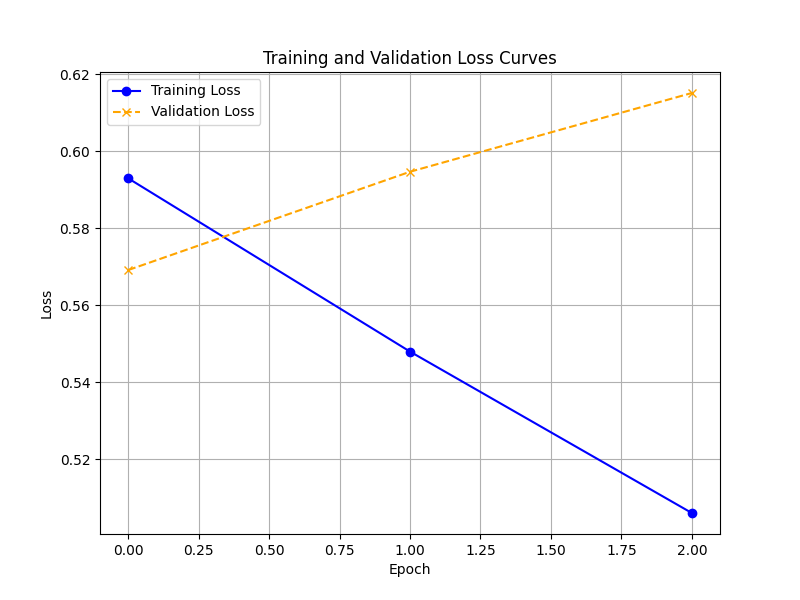 Training and Validation Loss Curves
Training Loss
Validation Loss
0.62
0.60
0.58
0.56
0.54
0.52
Loss
0.00 0.25 0.50 0.75 1.00 1.25 1.50 1.75 2.00
Epoch